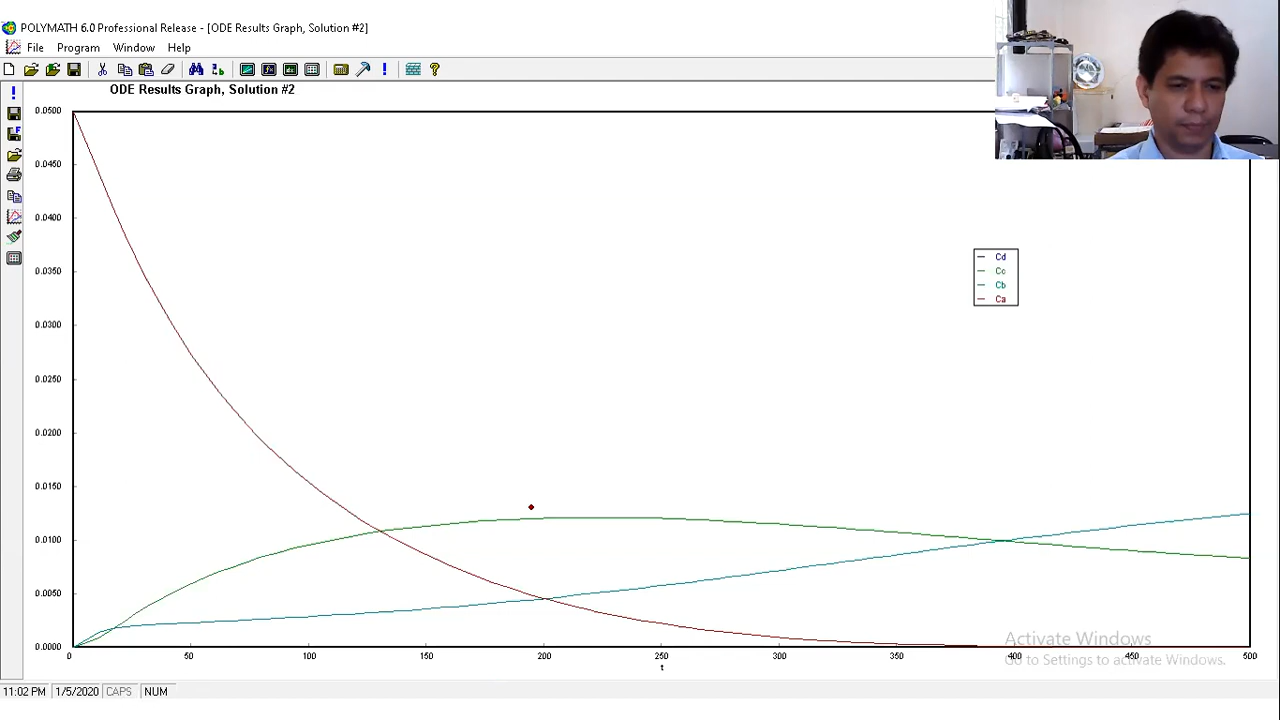 POLYMATH 6.0 Professional Release - [ODE Results Graph, Solution #2]
File Program Window Help
ODE Results Graph, Solution #2
0.0500
0.0450
0.0400
0.0350
0.0300
0.0250
0.0200
0.0150
0.0100
0.0050
0.0000
Cd
Cc
Cb
Ca
0 50 100 150 200 250 300 350 400 450 500
t
Activate Windows
Go to Settings to activate Windows.
11:02 PM 1/5/2020 CAPS NUM